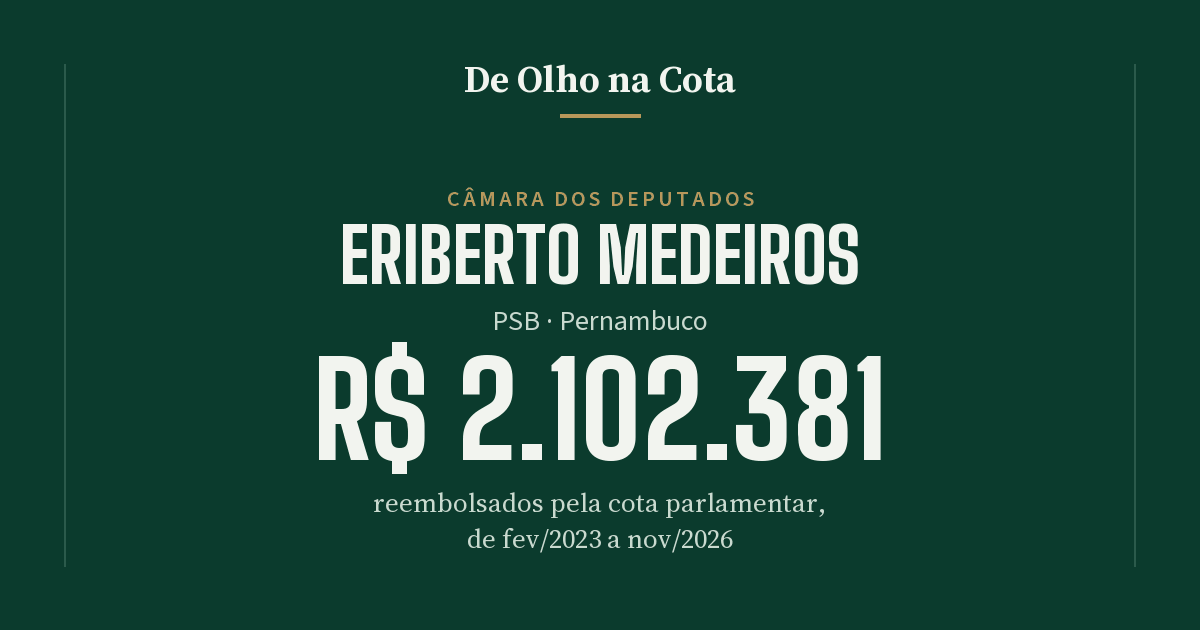 De Olho na Cota
CÂMARA DOS DEPUTADOS
ERIBERTO MEDEIROS
PSB · Pernambuco
R$ 2.102.381
reembolsados pela cota parlamentar,
de fev/2023 a nov/2026